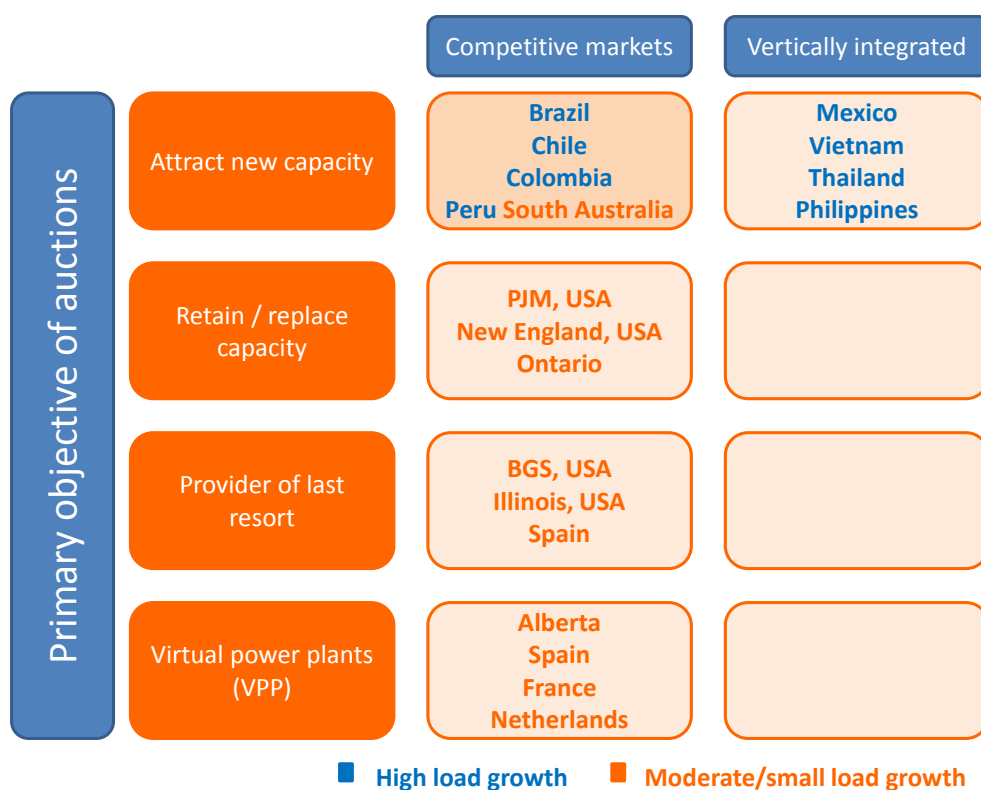 Competitive markets
Vertically integrated
Primary objective of auctions
Attract new capacity
Brazil
Chile
Colombia
Peru South Australia
Mexico
Vietnam
Thailand
Philippines
Retain / replace
capacity
PJM, USA
New England, USA
Ontario
Provider of last
resort
BGS, USA
Illinois, USA
Spain
Virtual power plants
(VPP)
Alberta
Spain
France
Netherlands
High load growth
Moderate/small load growth